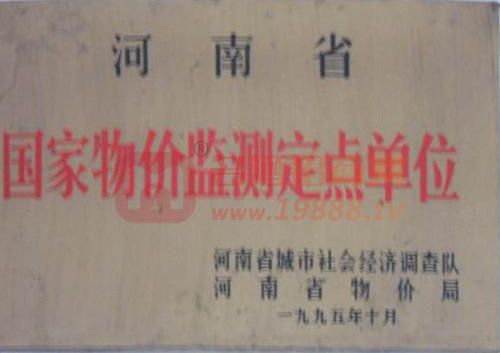 河南省
国家物价监测定点单位
www.19888.tv
河南省城市社会经济调查队
河南省物价局
一九九五年十月